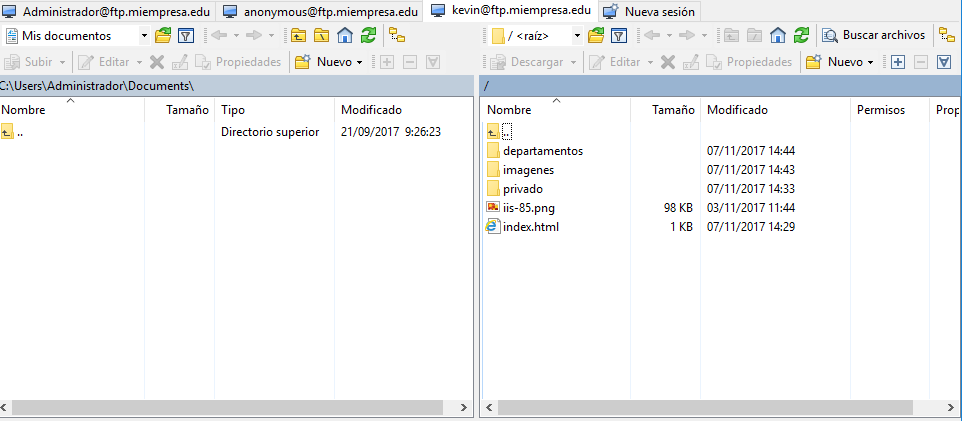 Administrador@ftp.miempresa.edu anonymous@ftp.miempresa.edu kevin@ftp.miempresa.edu Nueva sesión
Mis documentos
Subir Editar Propiedades Nuevo
C:\Users\Administrador\Documents\
Nombre Tamaño Tipo Modificado
.. Directorio superior 21/09/2017 9:26:23
/ <raíz> Buscar archivos
Descargar Editar Propiedades Nuevo
/
Nombre Tamaño Modificado Permisos Prop
..
departamentos 07/11/2017 14:44
imagenes 07/11/2017 14:43
privado 07/11/2017 14:33
iis-85.png 98 KB 03/11/2017 11:44
index.html 1 KB 07/11/2017 14:29